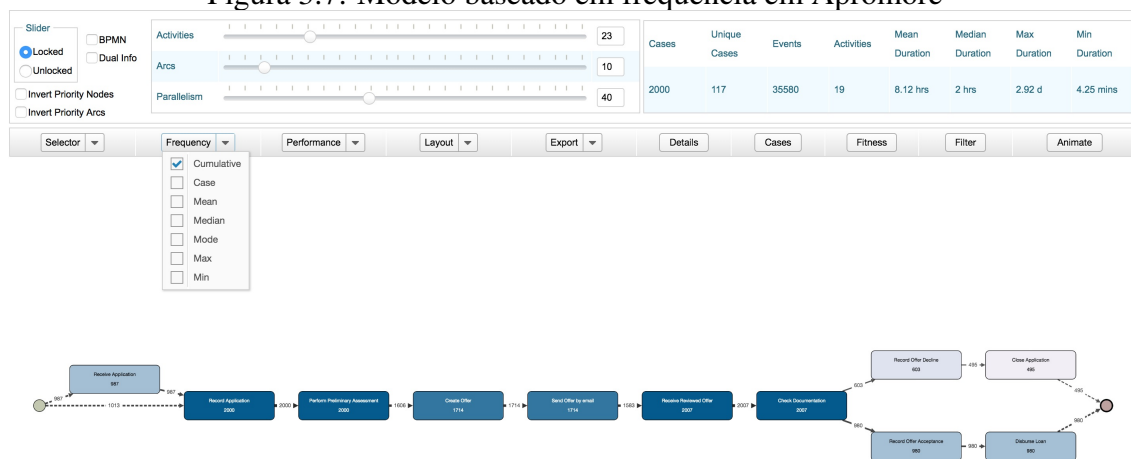 Figura 3.7: Modelo baseado em frequência em Apromore
Slider
Locked
Unlocked
BPMN
Dual Info
Invert Priority Nodes
Invert Priority Arcs
Activities 23
Arcs 10
Parallelism 40
Cases Unique Cases Events Activities Mean Duration Median Duration Max Duration Min Duration
2000 117 35580 19 8.12 hrs 2 hrs 2.92 d 4.25 mins
Selector Frequency Performance Layout Export Details Cases Fitness Filter Animate
Cumulative
Case
Mean
Median
Mode
Max
Min
Receive Application
987
987
987
1013
Record Application
2000
2000
Perform Preliminary Assessment
2000
1606
Create Offer
1714
1714
Send Offer by email
1714
1583
Receive Reviewed Offer
2007
2007
Check Documentation
2007
603
Record Offer Decline
603
495
Close Application
495
495
980
Record Offer Acceptance
980
980
Disburse Loan
980
980